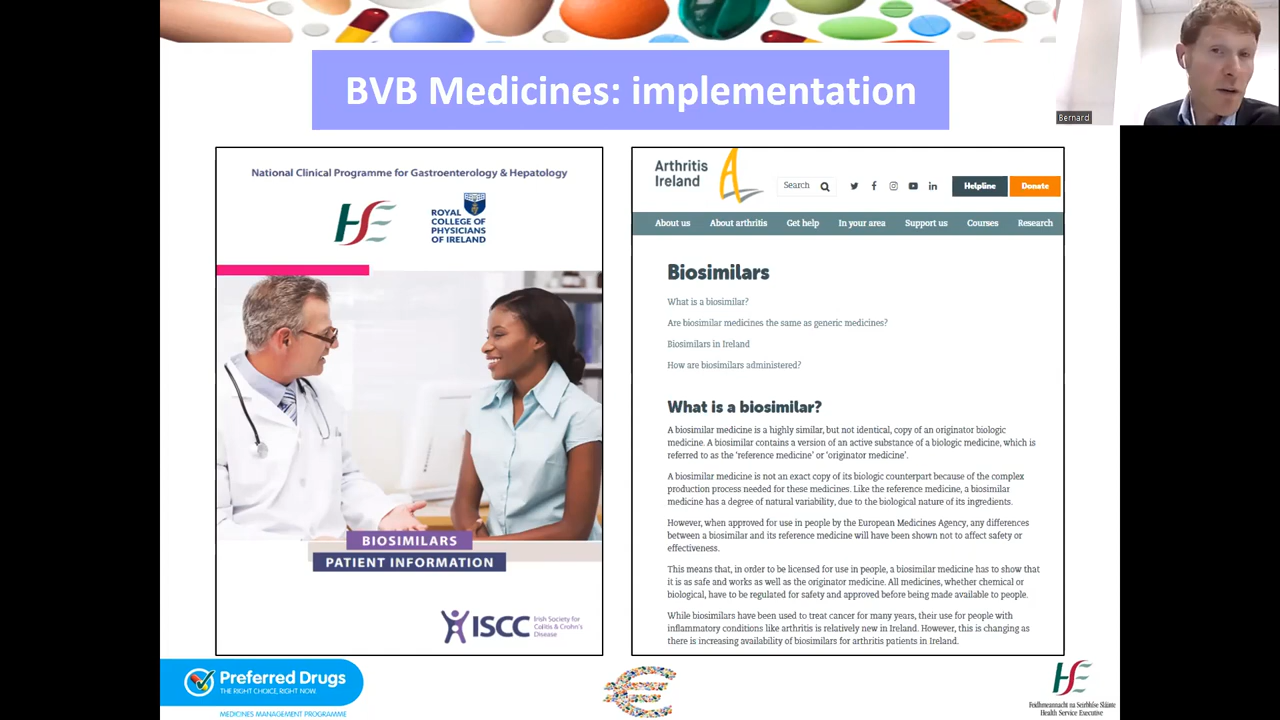 BVB Medicines: implementation
Bernard
National Clinical Programme for Gastroenterology & Hepatology
ROYAL
COLLEGE OF
PHYSICIANS
OF IRELAND
BIOSIMILARS
PATIENT INFORMATION
ISCC
Irish Society for
Colitis & Crohn's
Disease
Arthritis
Ireland
Search
Helpline
Donate
About us About arthritis Get help In your area Support us Courses Research
Biosimilars
What is a biosimilar?
Are biosimilar medicines the same as generic medicines?
Biosimilars in Ireland
How are biosimilars administered?
What is a biosimilar?
A biosimilar medicine is a highly similar, but not identical, copy of an originator biologic
medicine. A biosimilar contains a version of an active substance of a biologic medicine, which is
referred to as the ‘reference medicine’ or ‘originator medicine’.
A biosimilar medicine is not an exact copy of its biologic counterpart because of the complex
production process needed for these medicines. Like the reference medicine, a biosimilar
medicine has a degree of natural variability, due to the biological nature of its ingredients.
However, when approved for use in people by the European Medicines Agency, any differences
between a biosimilar and its reference medicine will have been shown not to affect safety or
effectiveness.
This means that, in order to be licensed for use in people, a biosimilar medicine has to show that
it is as safe and works as well as the originator medicine. All medicines, whether chemical or
biological, have to be regulated for safety and approved before being made available to people.
While biosimilars have been used to treat cancer for many years, their use for people with
inflammatory conditions like arthritis is relatively new in Ireland. However, this is changing as
there is increasing availability of biosimilars for arthritis patients in Ireland.
Preferred Drugs
THE RIGHT CHOICE, RIGHT NOW.
MEDICINES MANAGEMENT PROGRAMME
Feidhmeannacht na Seirbhíse Sláinte
Health Service Executive